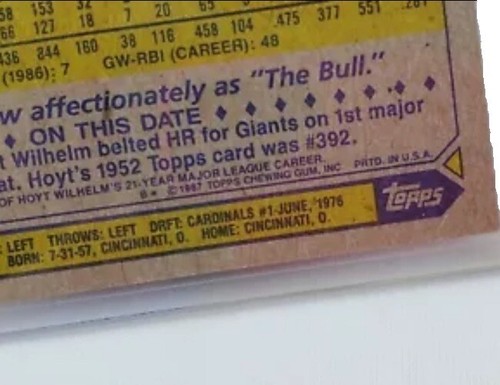 58 153 32
66 127 18 7 20
436 844 160 38 116 458 104 .475 377 551 .281
(1986): 7 GW-RBI (CAREER): 48
w affectionately as "The Bull."
ON THIS DATE
t Wilhelm belted HR for Giants on 1st major
at. Hoyt's 1952 Topps card was #392.
OF HOYT WILHELM'S 21-YEAR MAJOR LEAGUE CAREER.
B* ©1987 TOPPS CHEWING GUM, INC. PRTD. IN U.S.A.
LEFT THROWS: LEFT DRFT: CARDINALS #1-JUNE, 1976
BORN: 7-31-57, CINCINNATI, O. HOME: CINCINNATI, O.
Topps